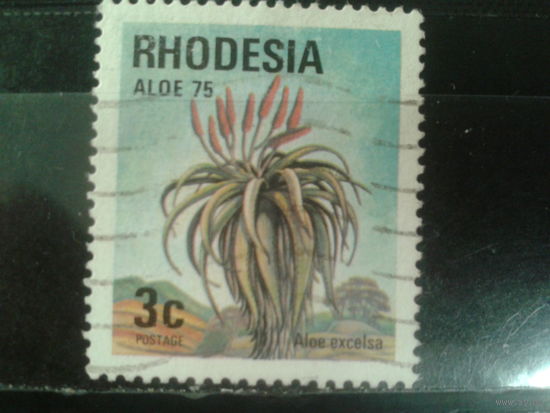 RHODESIA
ALOE 75
3c
POSTAGE
Aloe excelsa